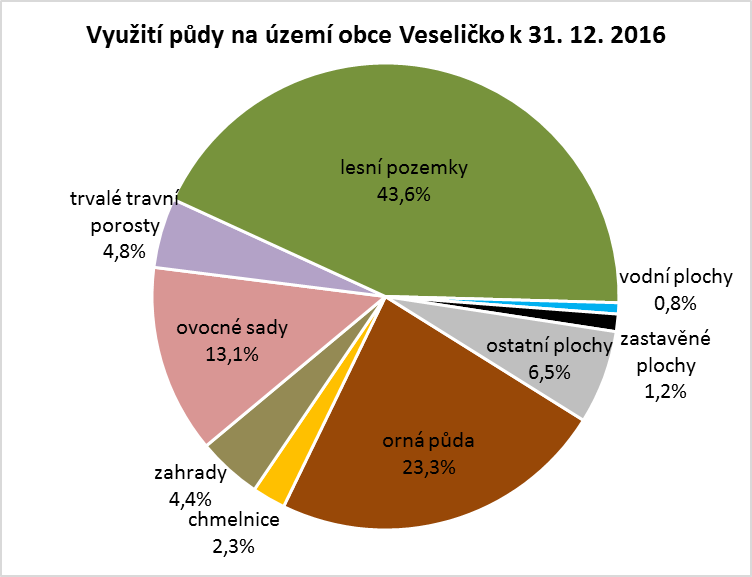 Využití půdy na území obce Veseličko k 31. 12. 2016
lesní pozemky
43,6%
trvalé travní
porosty
4,8%
vodní plochy
0,8%
ovocné sady
13,1%
ostatní plochy
6,5%
zastavěné
plochy
1,2%
orná půda
23,3%
zahrady
4,4%
chmelnice
2,3%